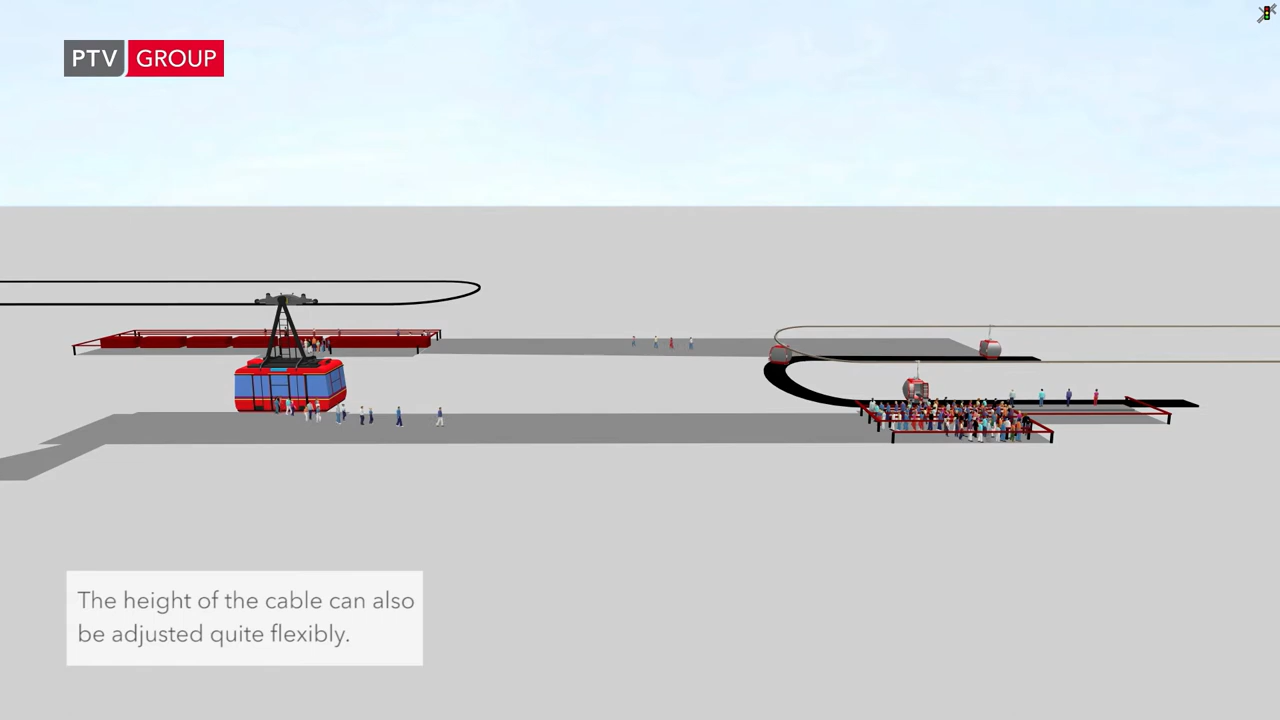 PTV GROUP
The height of the cable can also
be adjusted quite flexibly.